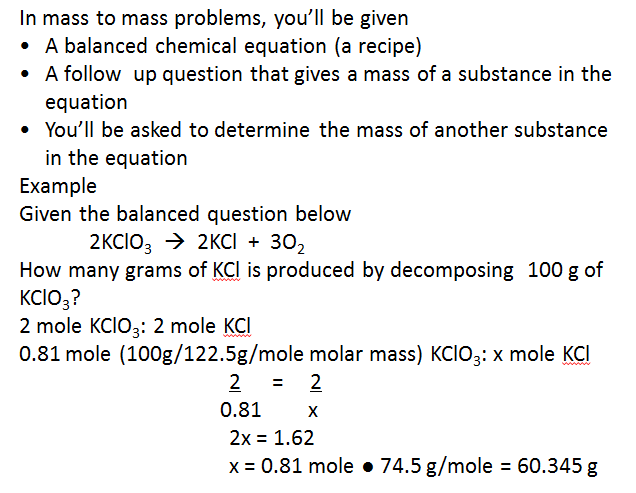 In mass to mass problems, you’ll be given
• A balanced chemical equation (a recipe)
• A follow up question that gives a mass of a substance in the
equation
• You’ll be asked to determine the mass of another substance
in the equation
Example
Given the balanced question below
2KClO₃ → 2KCl + 3O₂
How many grams of KCl is produced by decomposing 100 g of
KClO₃?
2 mole KClO₃: 2 mole KCl
0.81 mole (100g/122.5g/mole molar mass) KClO₃: x mole KCl
2 = 2
0.81 x
2x = 1.62
x = 0.81 mole ● 74.5 g/mole = 60.345 g